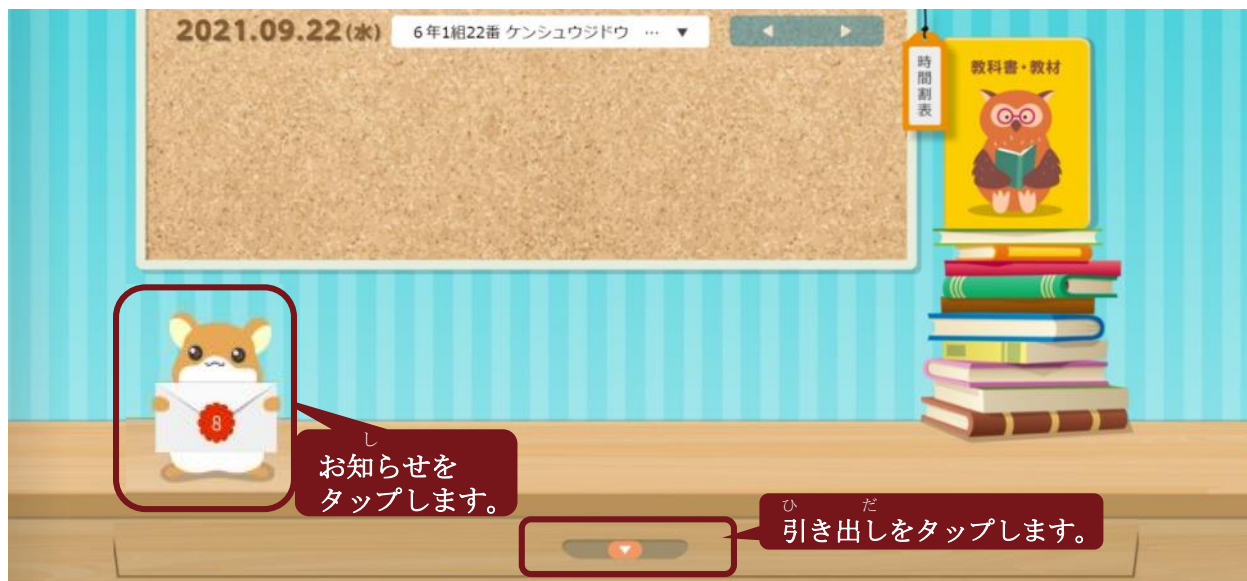 2021.09.22(水)
6年1組22番 ケンシュウジドウ … ▼
時間割表
教科書・教材
8
し
お知らせを
タップします。
ひ だ
引き出しをタップします。